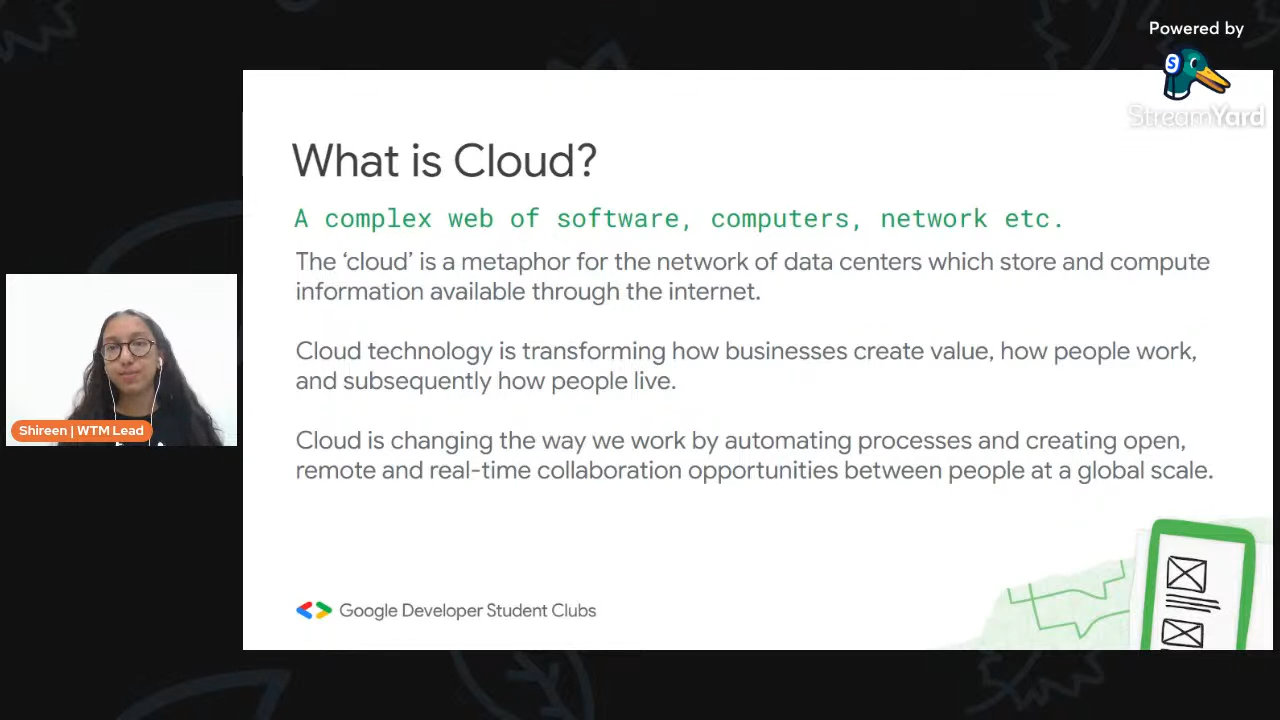 Powered by
StreamYard
What is Cloud?
A complex web of software, computers, network etc.
The ‘cloud’ is a metaphor for the network of data centers which store and compute
information available through the internet.
Cloud technology is transforming how businesses create value, how people work,
and subsequently how people live.
Shireen | WTM Lead
Cloud is changing the way we work by automating processes and creating open,
remote and real-time collaboration opportunities between people at a global scale.
Google Developer Student Clubs